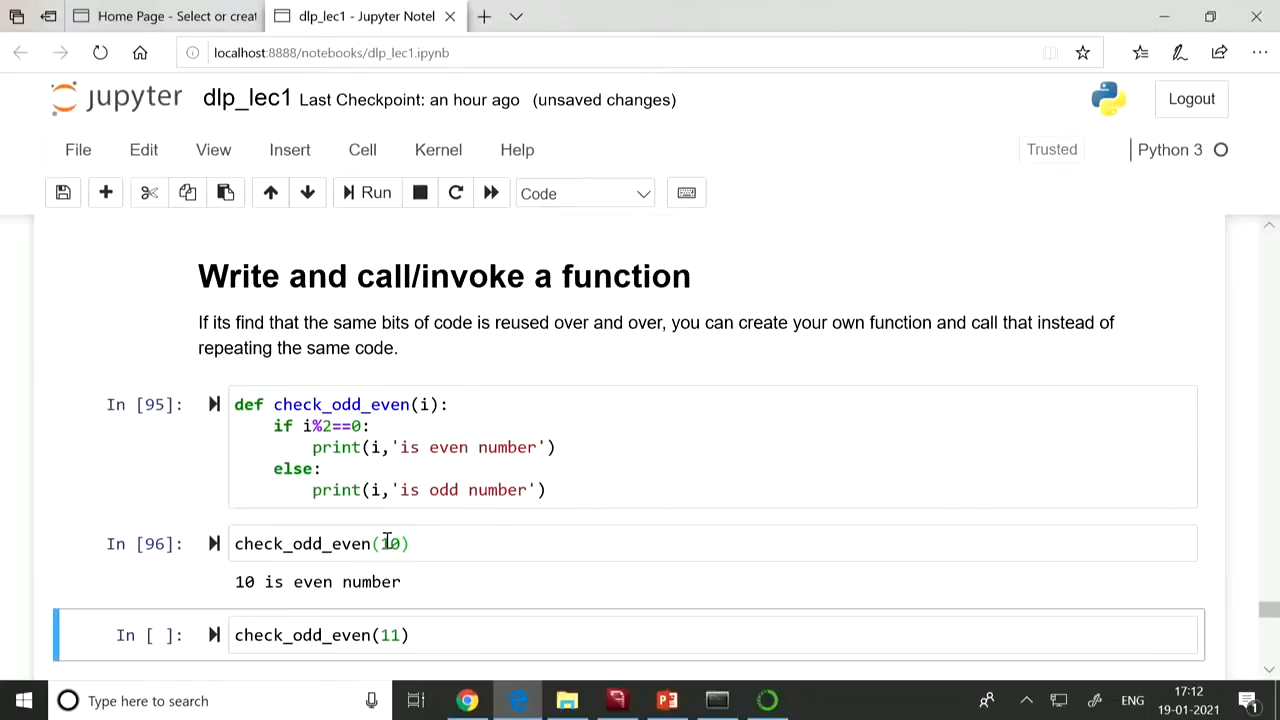 Home Page - Select or creat
dlp_lec1 - Jupyter Notel
localhost:8888/notebooks/dlp_lec1.ipynb
jupyter dlp_lec1 Last Checkpoint: an hour ago (unsaved changes)
Logout
File Edit View Insert Cell Kernel Help
Trusted
Python 3
Run
Code
Write and call/invoke a function
If its find that the same bits of code is reused over and over, you can create your own function and call that instead of
repeating the same code.
In [95]: def check_odd_even(i):
if i%2==0:
print(i,'is even number')
else:
print(i,'is odd number')
In [96]: check_odd_even(10)
10 is even number
In [ ]: check_odd_even(11)
Type here to search
ENG
17:12
19-01-2021
1